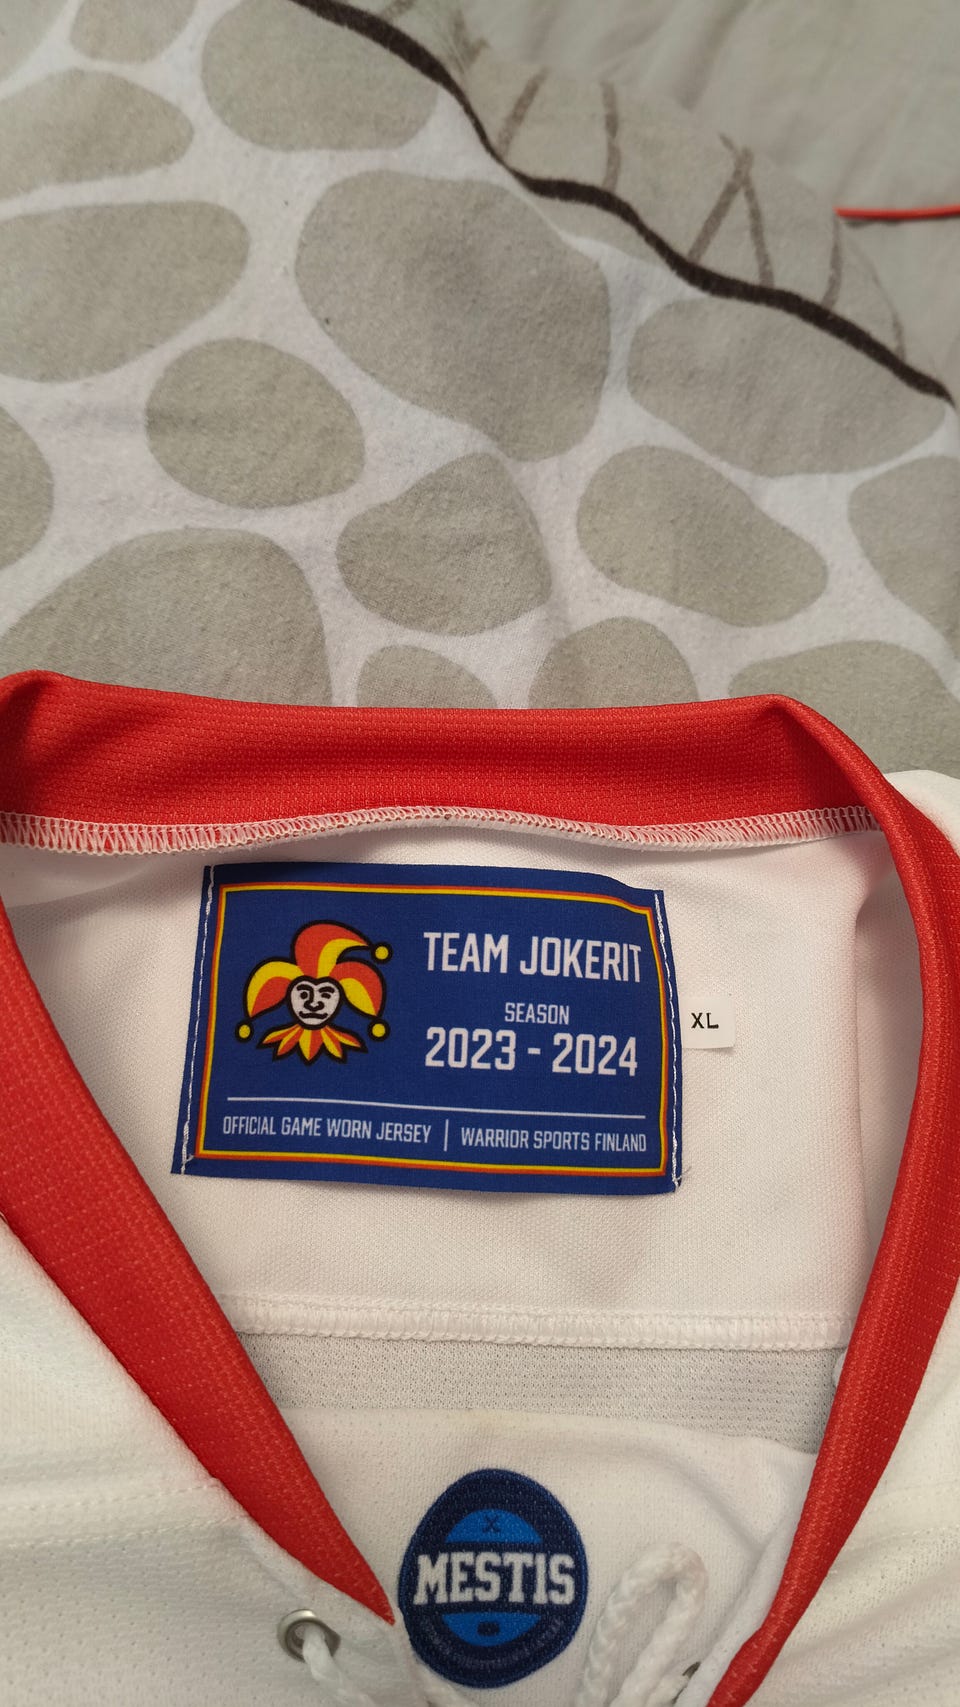 TEAM JOKERIT
SEASON
2023 - 2024
XL
OFFICIAL GAME WORN JERSEY | WARRIOR SPORTS FINLAND
MESTIS